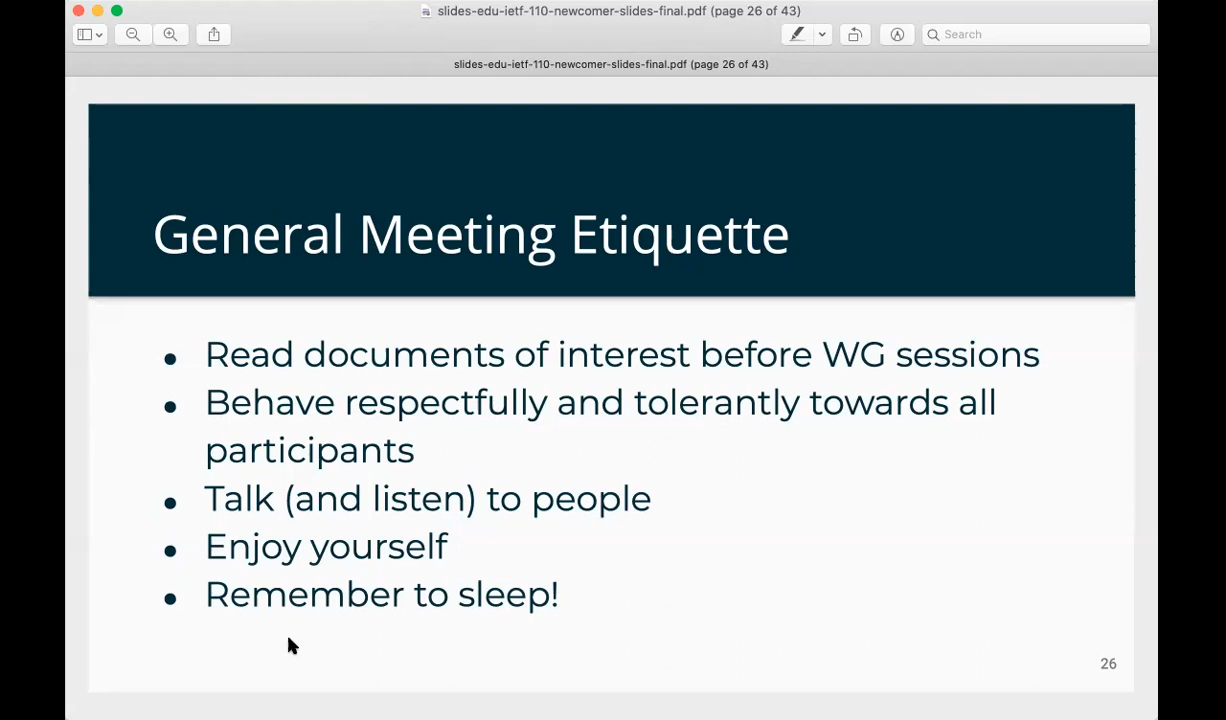 slides-edu-ietf-110-newcomer-slides-final.pdf (page 26 of 43)
Search
slides-edu-ietf-110-newcomer-slides-final.pdf (page 26 of 43)
General Meeting Etiquette
● Read documents of interest before WG sessions
● Behave respectfully and tolerantly towards all
participants
● Talk (and listen) to people
● Enjoy yourself
● Remember to sleep!
26